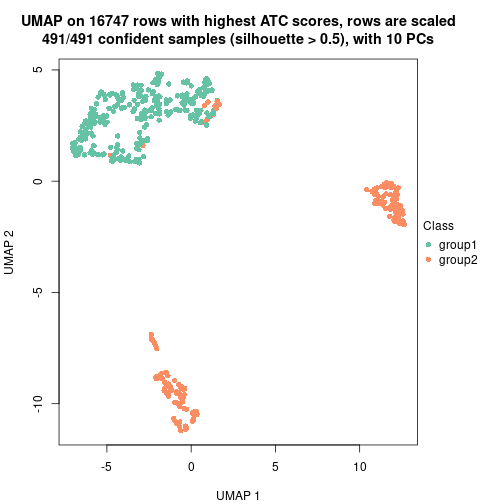 UMAP on 16747 rows with highest ATC scores, rows are scaled
491/491 confident samples (silhouette > 0.5), with 10 PCs
5
0
-5
-10
UMAP 2
-5
0
5
10
UMAP 1
Class
group1
group2